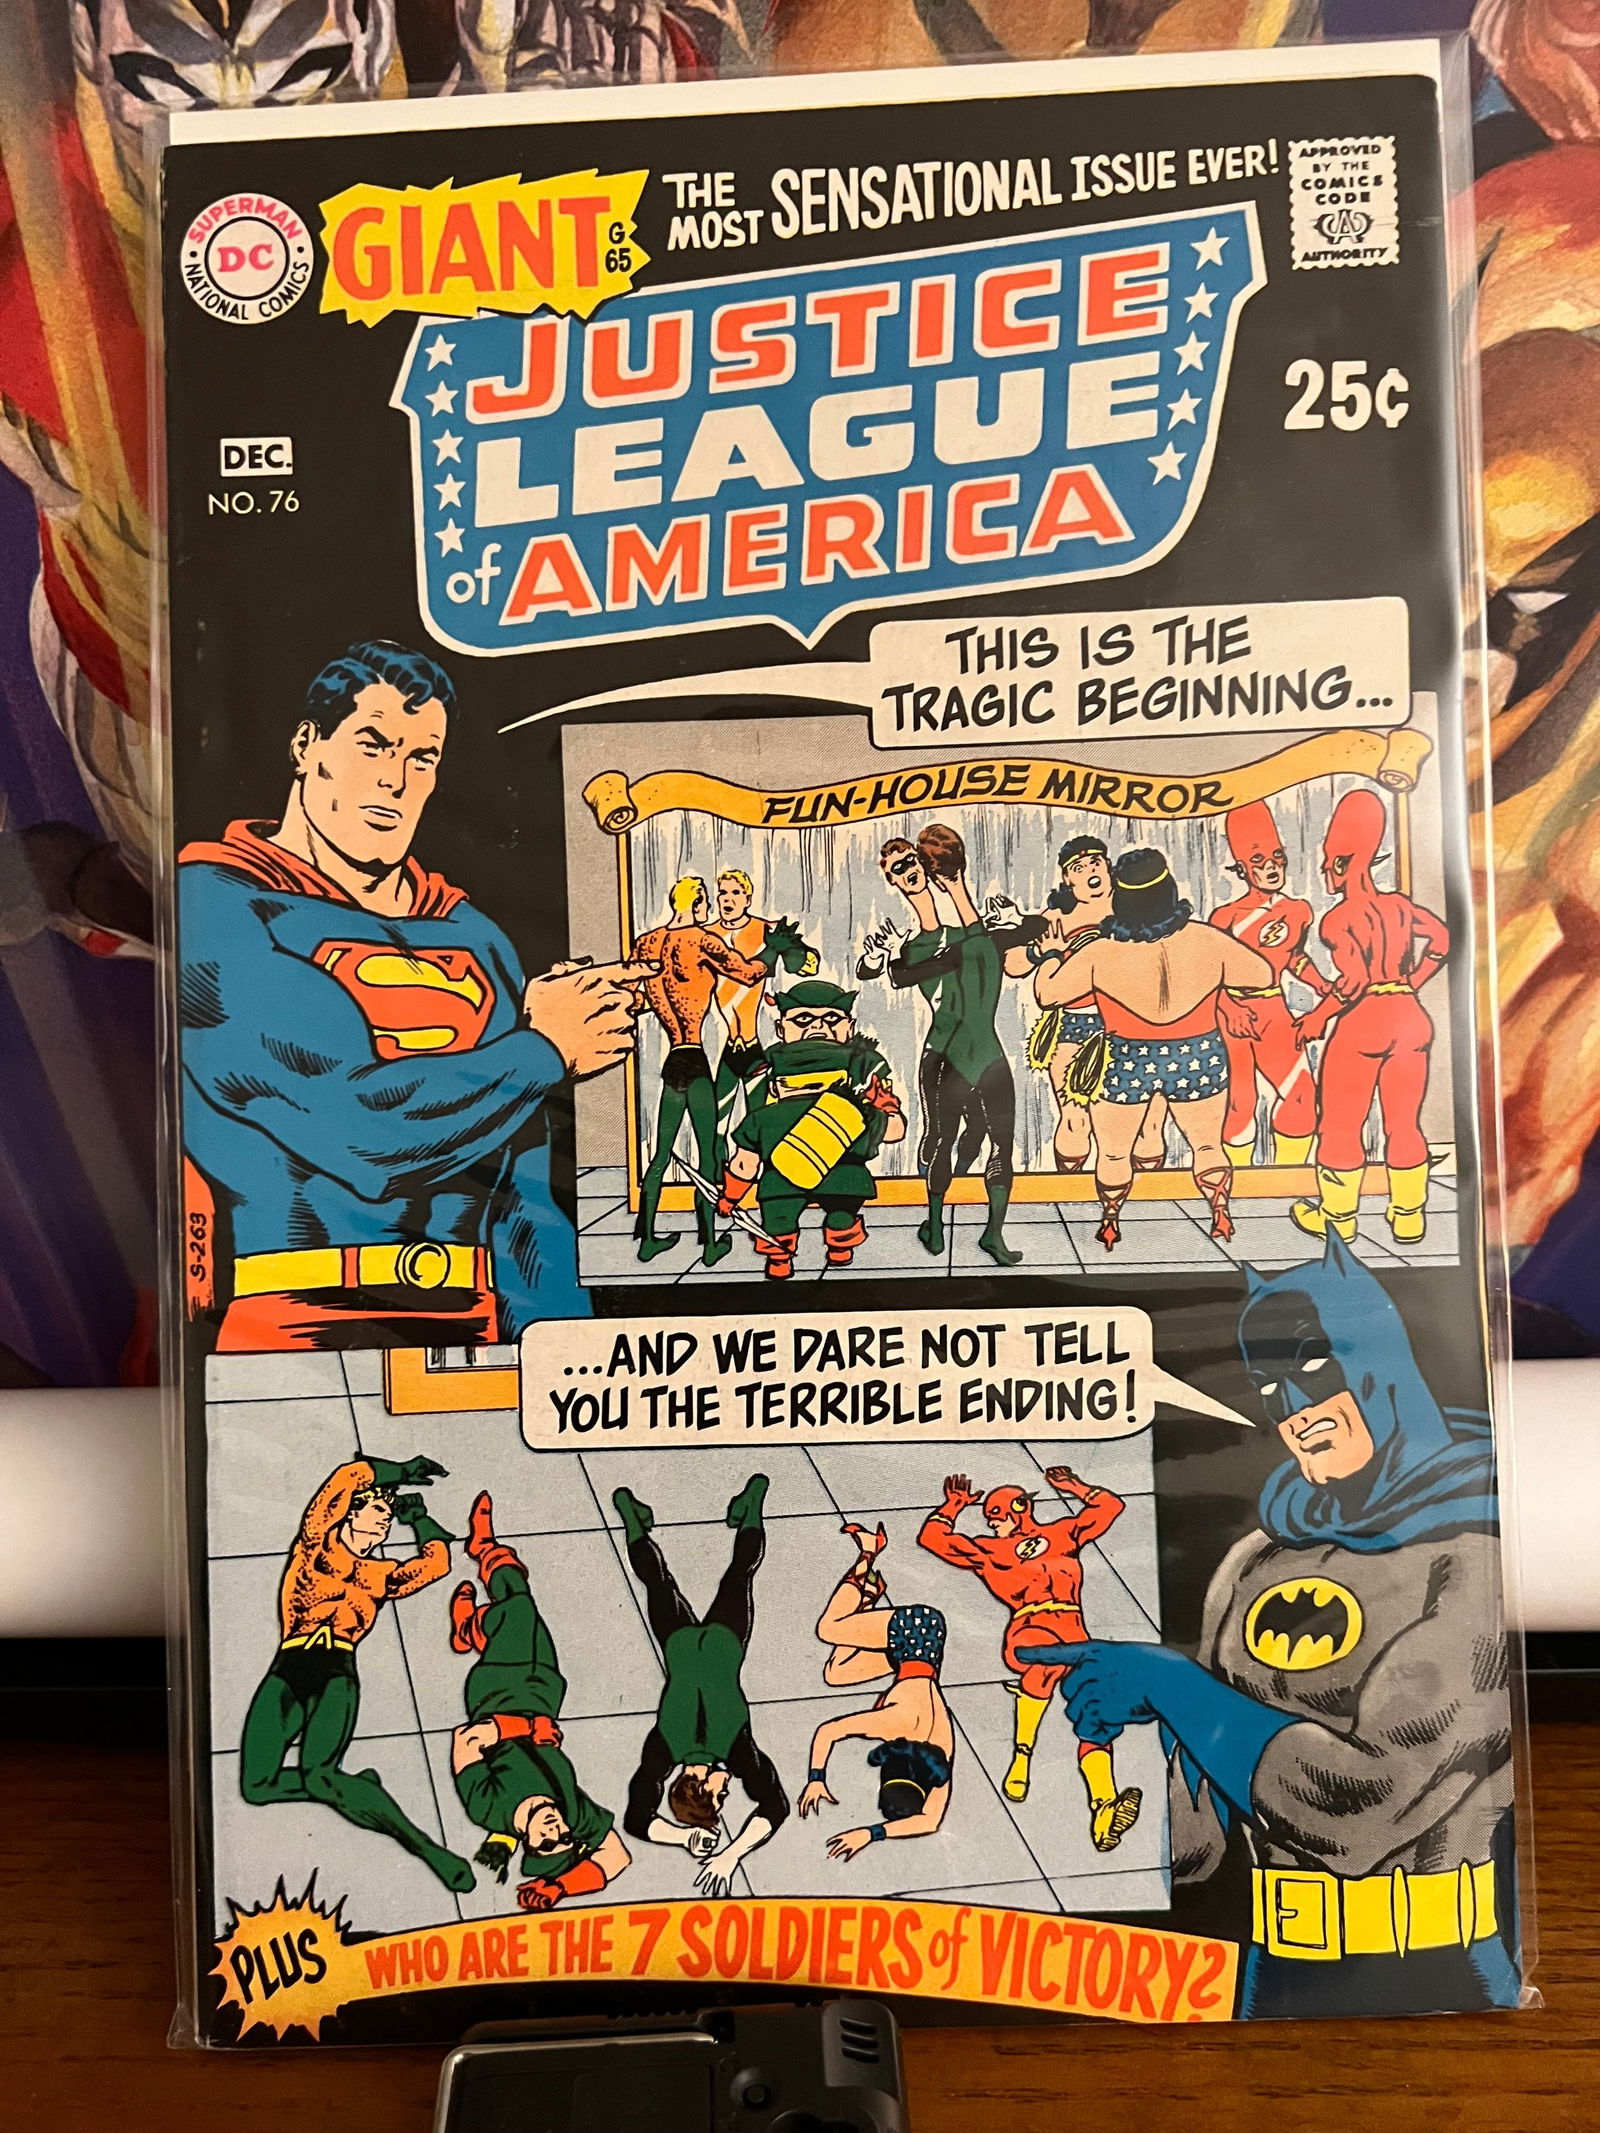 SUPERMAN
DC
NATIONAL COMICS
GIANT
G
65
THE
MOST SENSATIONAL ISSUE EVER!
APPROVED
BY THE
COMICS
CODE
CA
AUTHORITY
JUSTICE
LEAGUE
of AMERICA
25¢
DEC.
NO. 76
THIS IS THE
TRAGIC BEGINNING...
FUN-HOUSE MIRROR
S
S-263
...AND WE DARE NOT TELL
YOU THE TERRIBLE ENDING!
A
PLUS
WHO ARE THE 7 SOLDIERS of VICTORY?